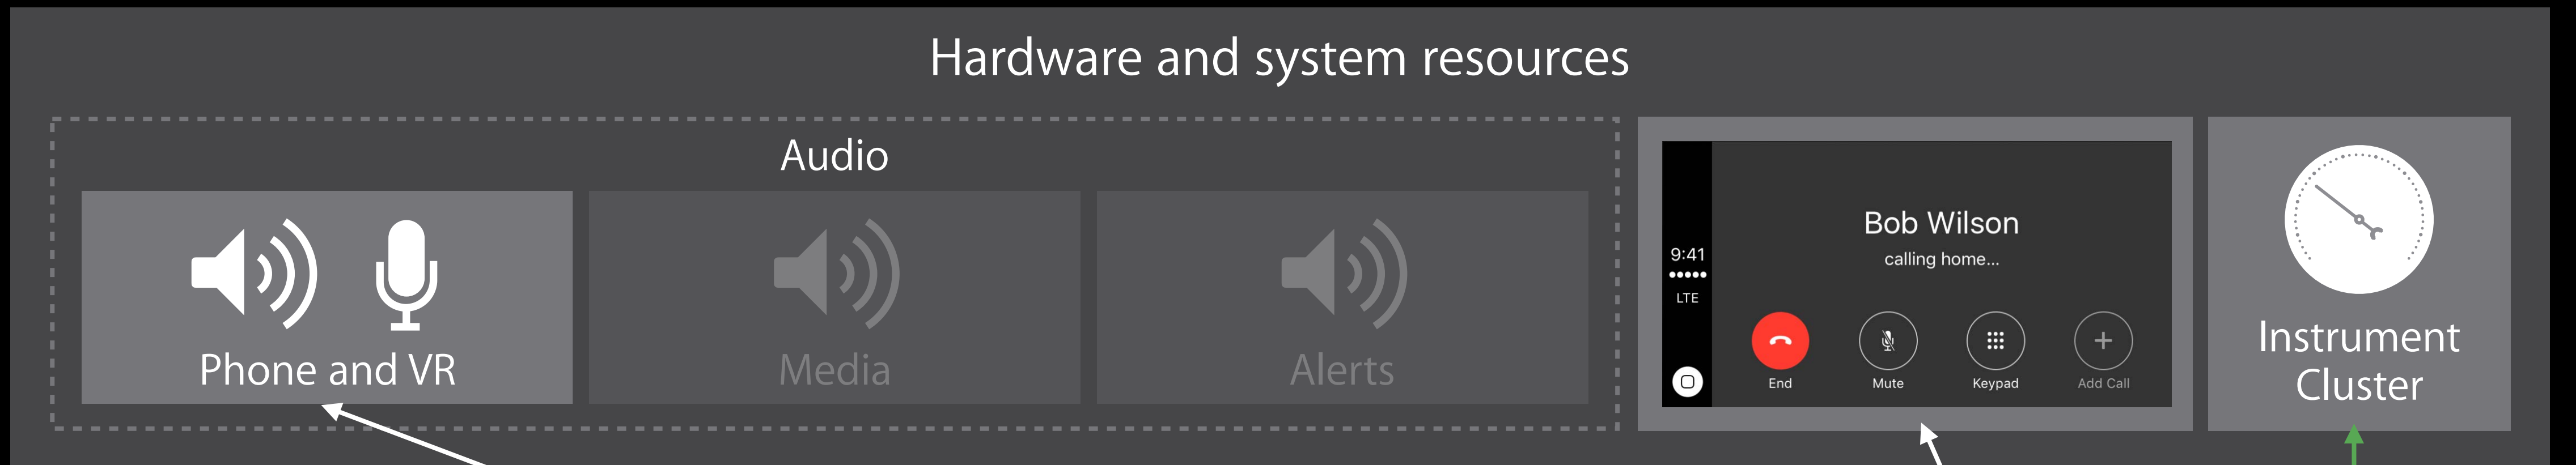 Hardware and system resources
Audio
Phone and VR
Media
Alerts
9:41
LTE
Bob Wilson
calling home...
End
Mute
Keypad
Add Call
Instrument
Cluster